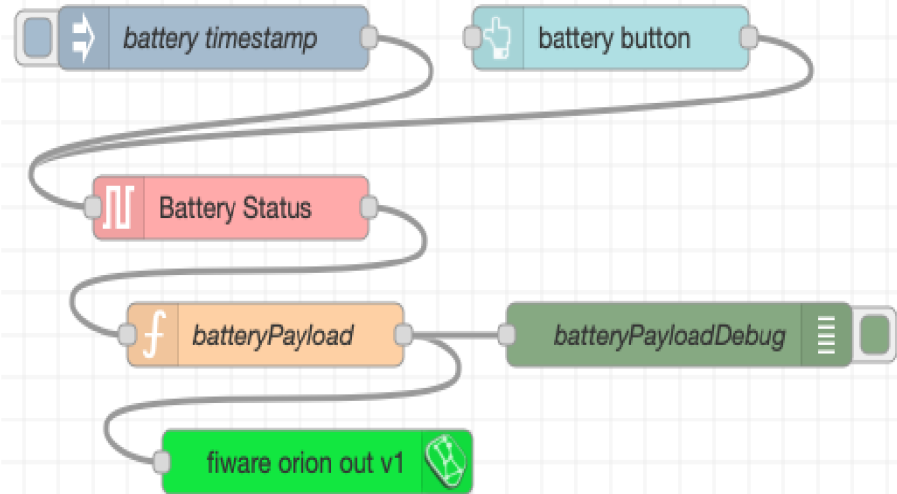 battery timestamp
battery button
Battery Status
batteryPayload
batteryPayloadDebug
fiware orion out v1